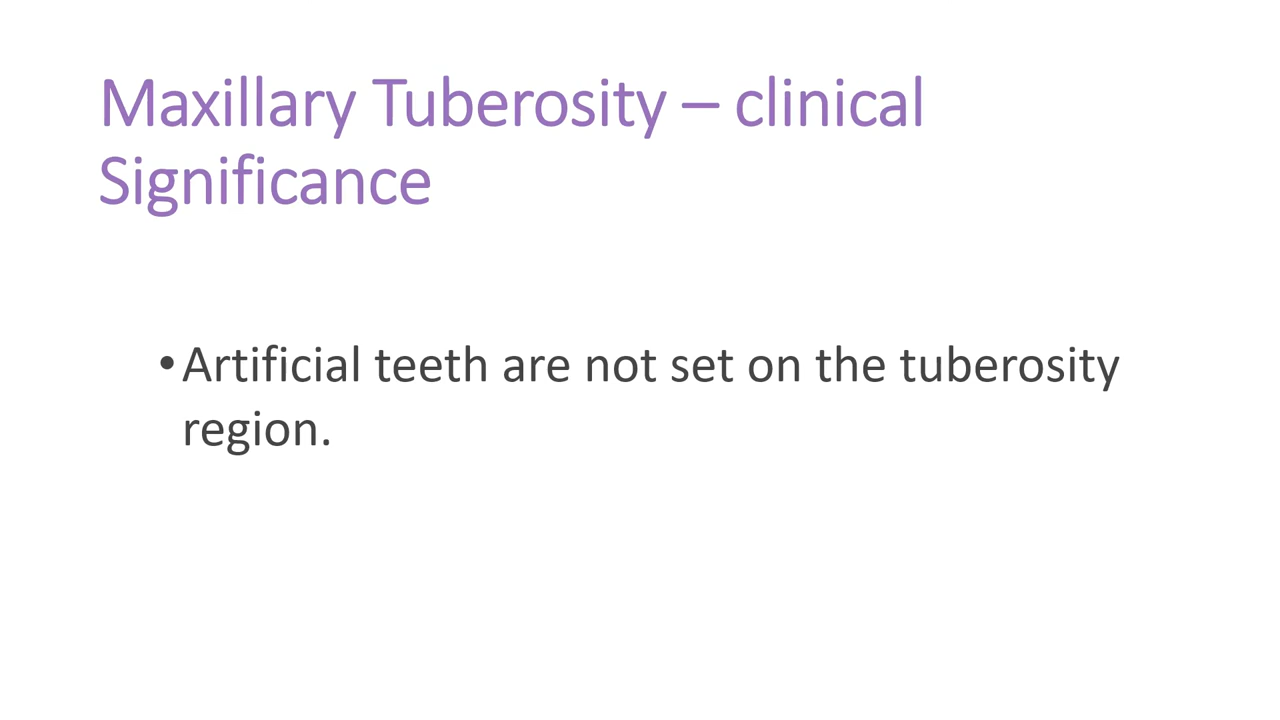 Maxillary Tuberosity – clinical
Significance
•Artificial teeth are not set on the tuberosity
region.